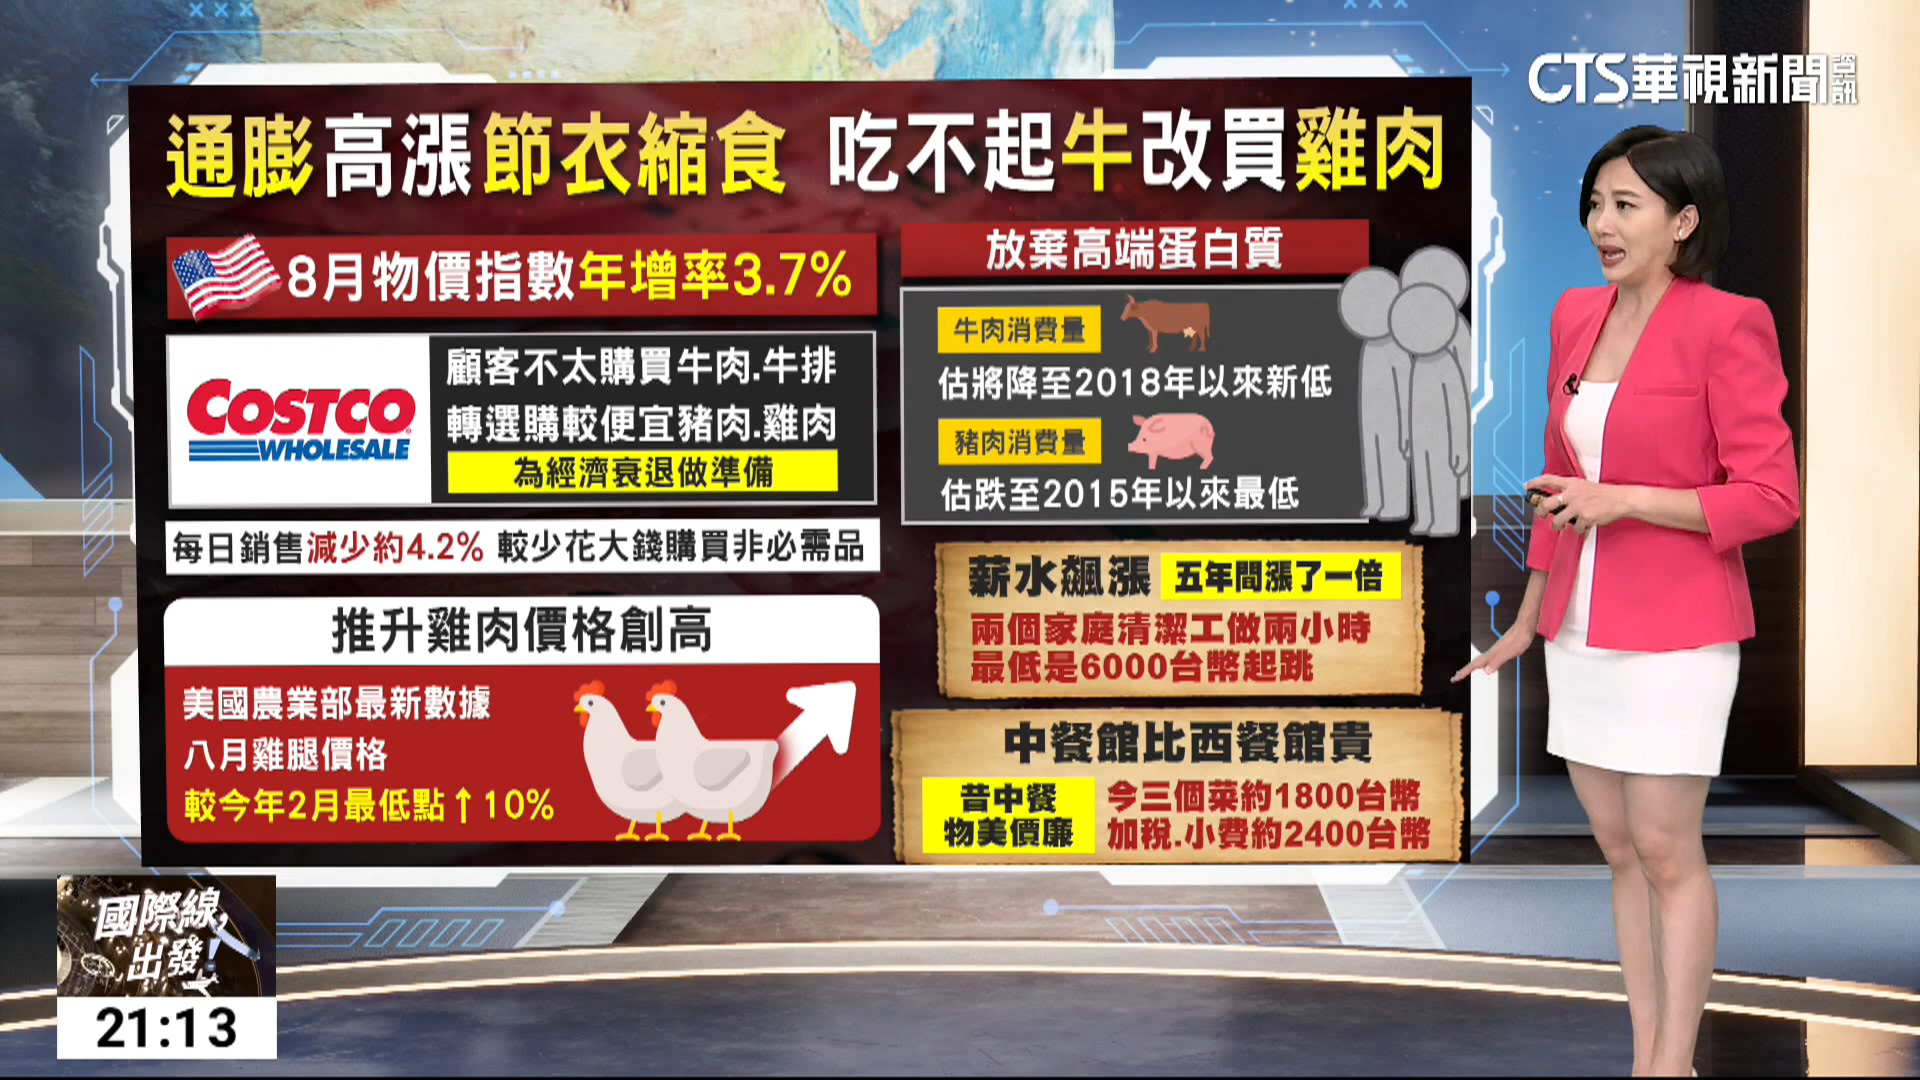 CTS華視新聞資訊
通膨高漲節衣縮食 吃不起牛改買雞肉
8月物價指數年增率3.7%
COSTCO
WHOLESALE
顧客不太購買牛肉.牛排
轉選購較便宜豬肉.雞肉
為經濟衰退做準備
每日銷售減少約4.2% 較少花大錢購買非必需品
推升雞肉價格創高
美國農業部最新數據
八月雞腿價格
較今年2月最低點↑10%
放棄高端蛋白質
牛肉消費量
估將降至2018年以來新低
豬肉消費量
估跌至2015年以來最低
薪水飆漲 五年間漲了一倍
兩個家庭清潔工做兩小時
最低是6000台幣起跳
中餐館比西餐館貴
昔中餐
物美價廉
今三個菜約1800台幣
加稅.小費約2400台幣
國際線,
出發!
21:13